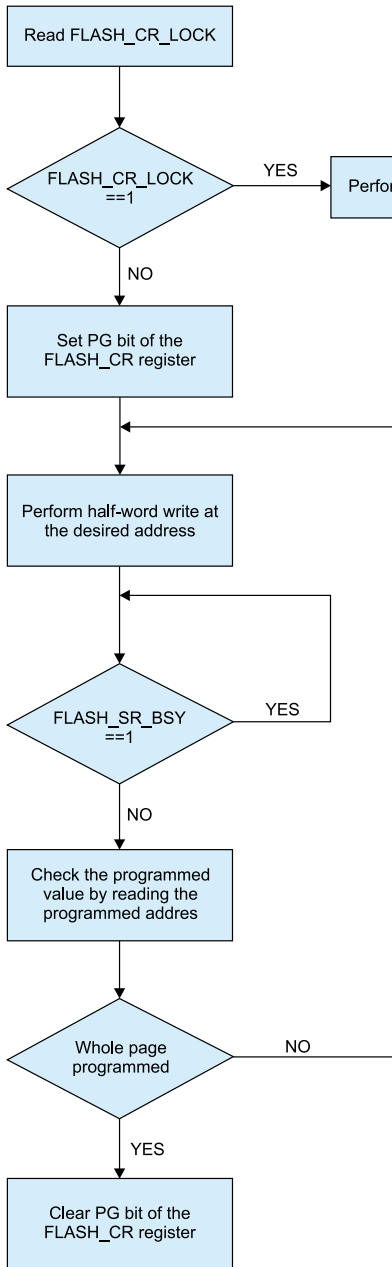 Read FLASH_CR_LOCK
FLASH_CR_LOCK
==1
YES
Perfor
NO
Set PG bit of the
FLASH_CR register
Perform half-word write at
the desired address
FLASH_SR_BSY
==1
YES
NO
Check the programmed
value by reading the
programmed addres
Whole page
programmed
NO
YES
Clear PG bit of the
FLASH_CR register